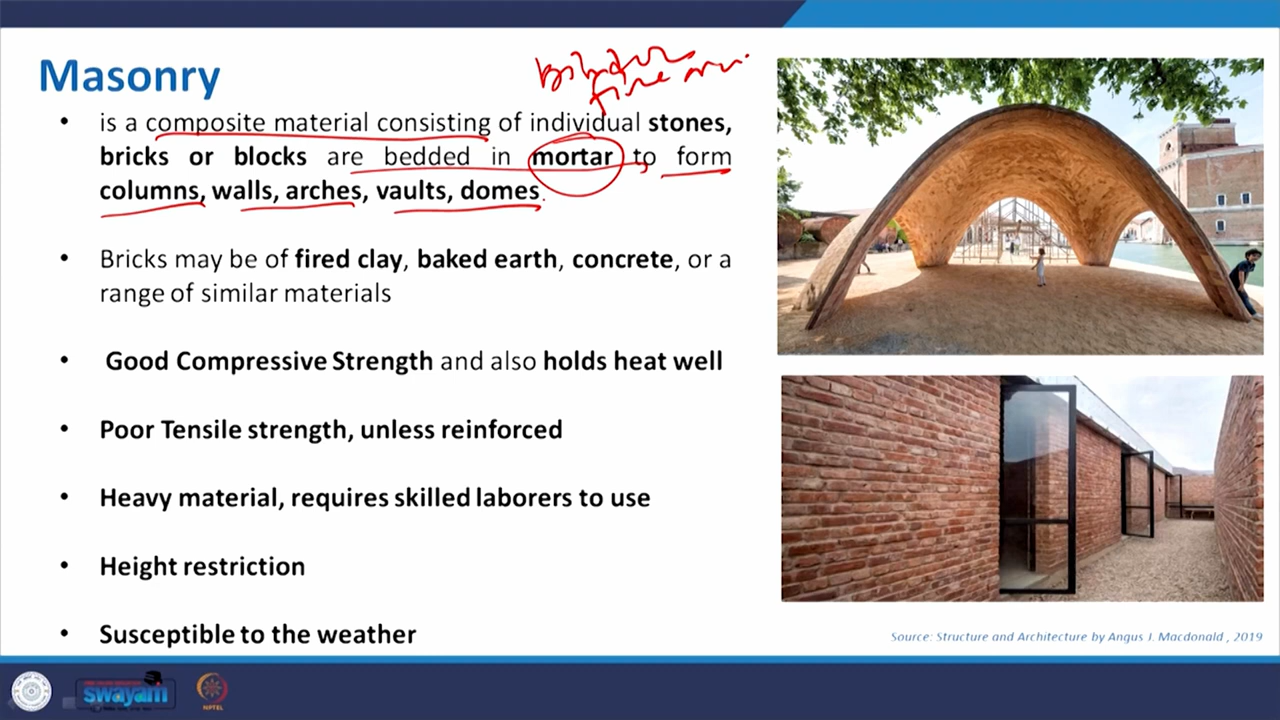 Masonry
Binder
fine
• is a composite material consisting of individual stones,
bricks or blocks are bedded in mortar to form
columns, walls, arches, vaults, domes.
• Bricks may be of fired clay, baked earth, concrete, or a
range of similar materials
• Good Compressive Strength and also holds heat well
• Poor Tensile strength, unless reinforced
• Heavy material, requires skilled laborers to use
• Height restriction
• Susceptible to the weather
Source: Structure and Architecture by Angus J. Macdonald , 2019
swayam
NPTEL